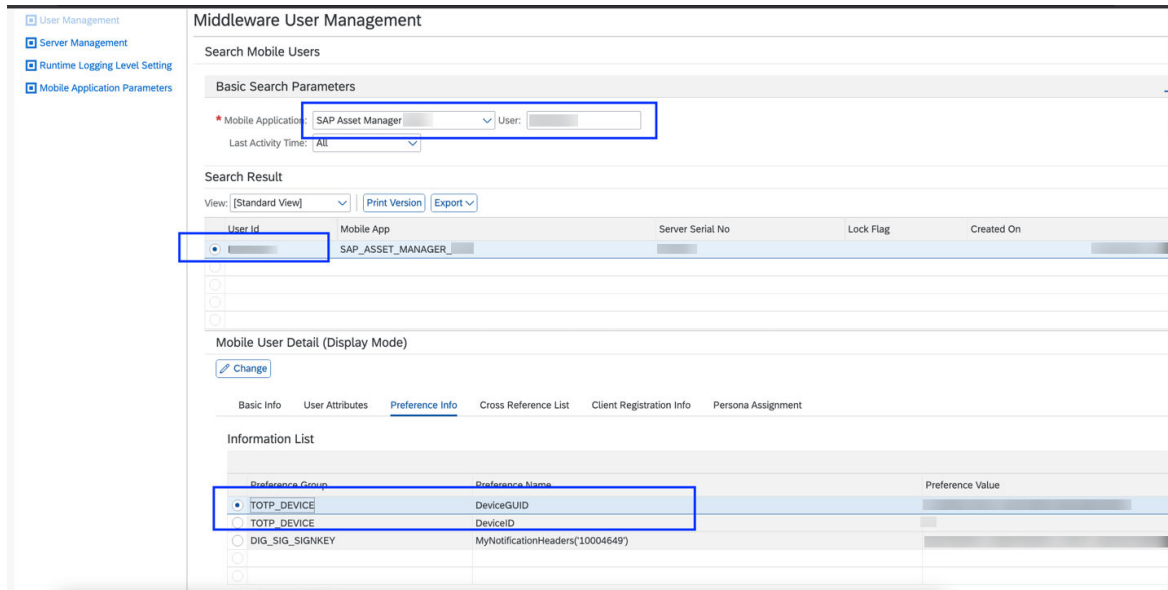 User Management
Server Management
Runtime Logging Level Setting
Mobile Application Parameters
Middleware User Management
Search Mobile Users
Basic Search Parameters
* Mobile Application: SAP Asset Manager User:
Last Activity Time: All
Search Result
View: [Standard View] Print Version Export
User Id Mobile App Server Serial No Lock Flag Created On
SAP_ASSET_MANAGER_
Mobile User Detail (Display Mode)
Change
Basic Info User Attributes Preference Info Cross Reference List Client Registration Info Persona Assignment
Information List
Preference Group Preference Name Preference Value
TOTP_DEVICE DeviceGUID
TOTP_DEVICE DeviceID
DIG_SIG_SIGNKEY MyNotificationHeaders('10004649')